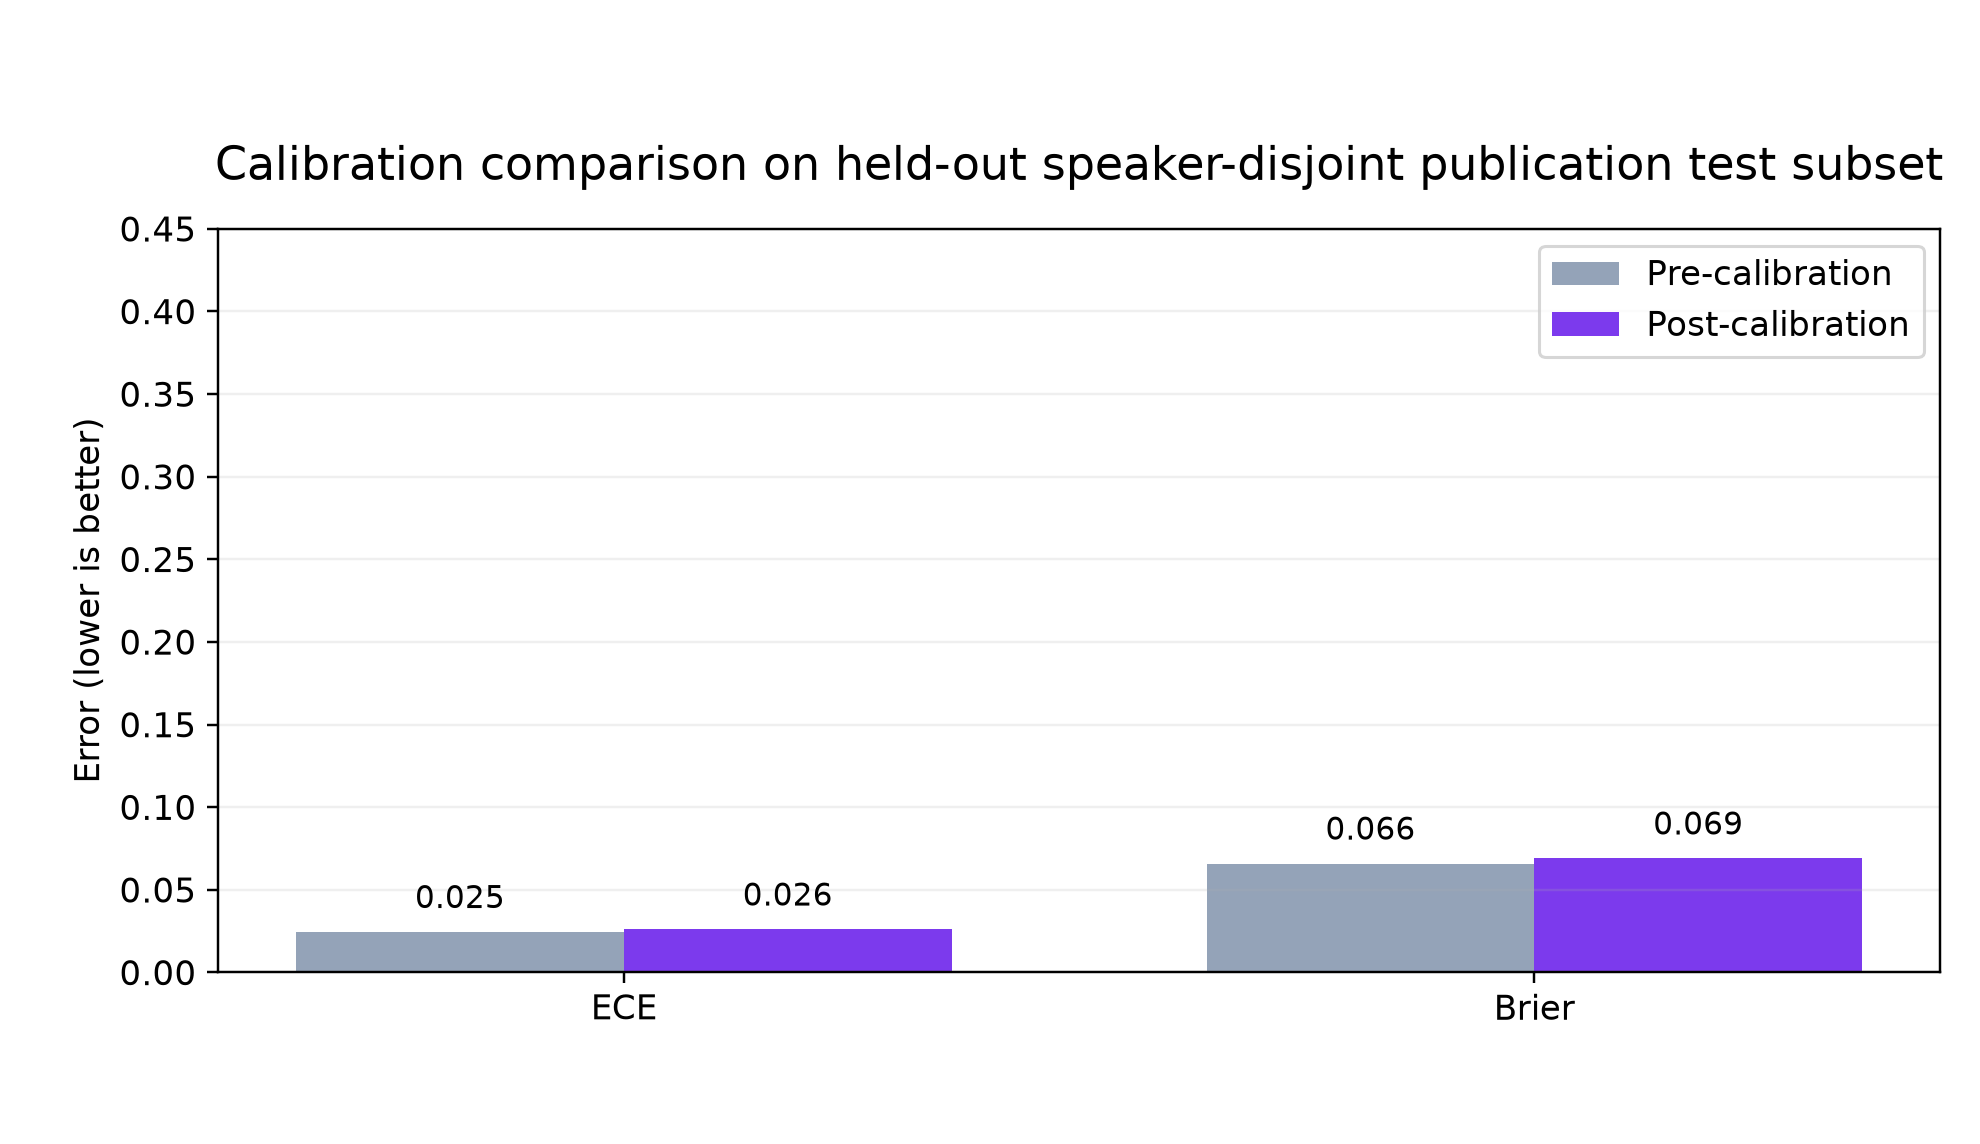 Calibration comparison on held-out speaker-disjoint publication test subset
Error (lower is better)
0.45
0.40
0.35
0.30
0.25
0.20
0.15
0.10
0.05
0.00
Pre-calibration
Post-calibration
0.025
0.026
0.066
0.069
ECE
Brier